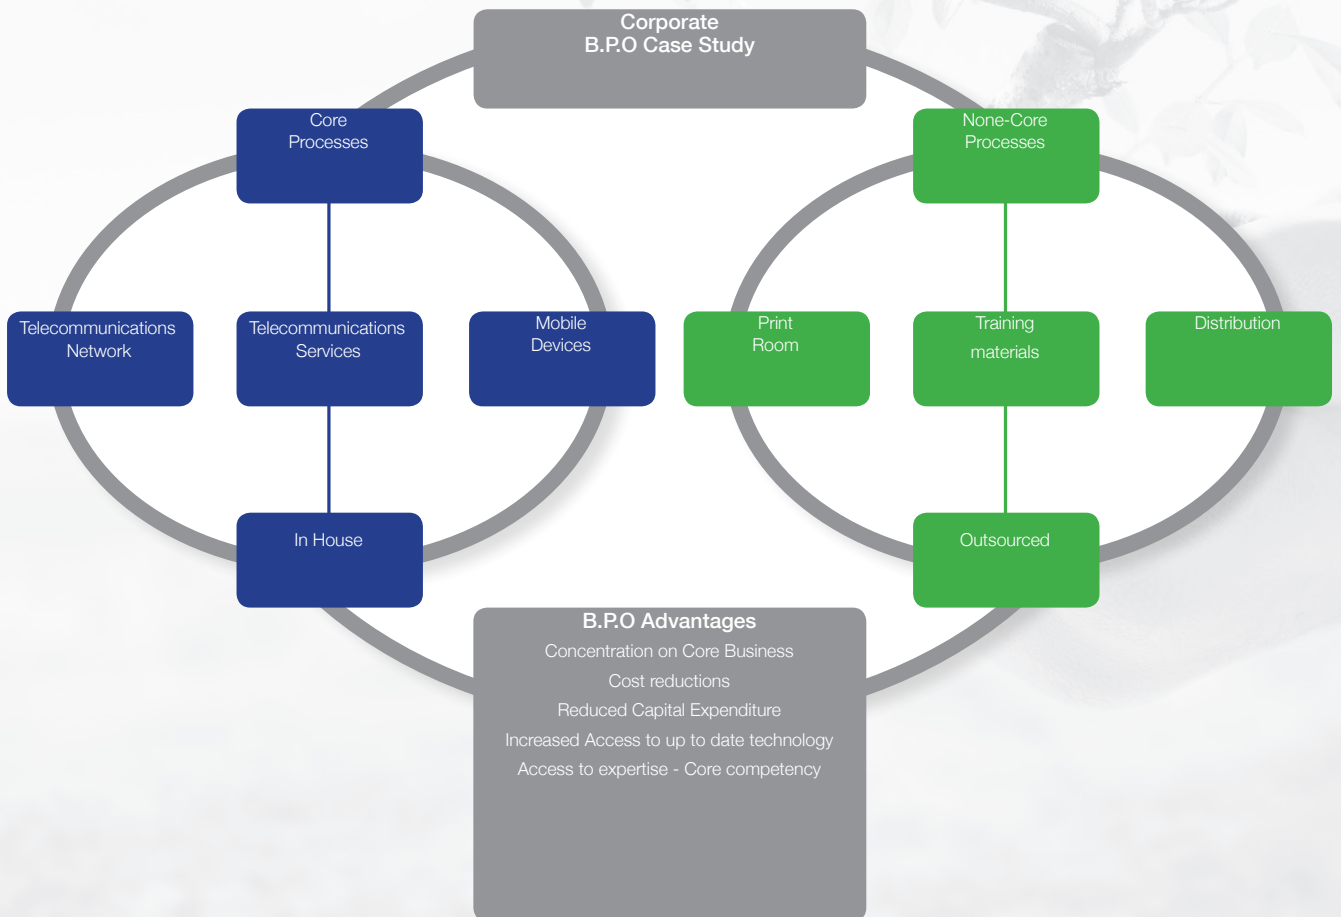 Corporate
B.P.O Case Study
Core
Processes
None-Core
Processes
Telecommunications
Network
Telecommunications
Services
Mobile
Devices
Print
Room
Training
materials
Distribution
In House
Outsourced
B.P.O Advantages
Concentration on Core Business
Cost reductions
Reduced Capital Expenditure
Increased Access to up to date technology
Access to expertise - Core competency